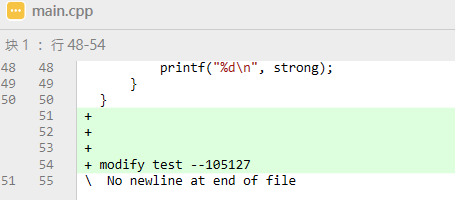 main.cpp
块 1 : 行 48-54
48 48 printf("%d\n", strong);
49 49 }
50 50 }
51 +
52 +
53 +
54 + modify test --105127
51 55 \ No newline at end of file